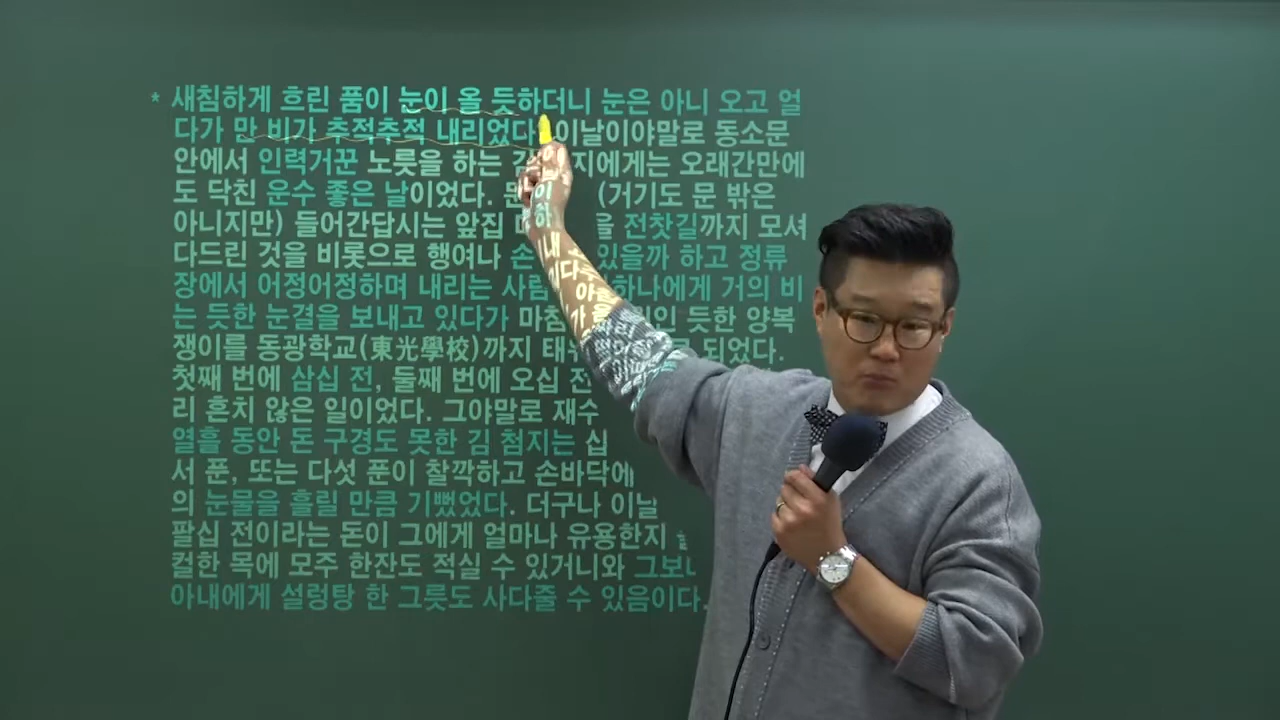 * 새침하게 흐린 품이 눈이 올 듯하더니 눈은 아니 오고 얼
다가 만 비가 추적추적 내리었다. 이날이야말로 동소문
안에서 인력거꾼 노릇을 하는 김 지에게는 오래간만에
도 닥친 운수 좋은 날이었다. 문 (거기도 문 밖은
아니지만) 들어간답시는 앞집 을 전찻길까지 모셔
다드린 것을 비롯으로 행여나 손 있을까 하고 정류
장에서 어정어정하며 내리는 사람 하나에게 거의 비
는 듯한 눈결을 보내고 있다가 마침 인 듯한 양복
쟁이를 동광학교(東光學校)까지 태워 되었다.
첫째 번에 삼십 전, 둘째 번에 오십 전
리 흔치 않은 일이었다. 그야말로 재수
열흘 동안 돈 구경도 못한 김 첨지는 십
서 푼, 또는 다섯 푼이 찰깍하고 손바닥에
의 눈물을 흘릴 만큼 기뻤었다. 더구나 이날
팔십 전이라는 돈이 그에게 얼마나 유용한지
컬한 목에 모주 한잔도 적실 수 있거니와 그보
아내에게 설렁탕 한 그릇도 사다줄 수 있음이다.